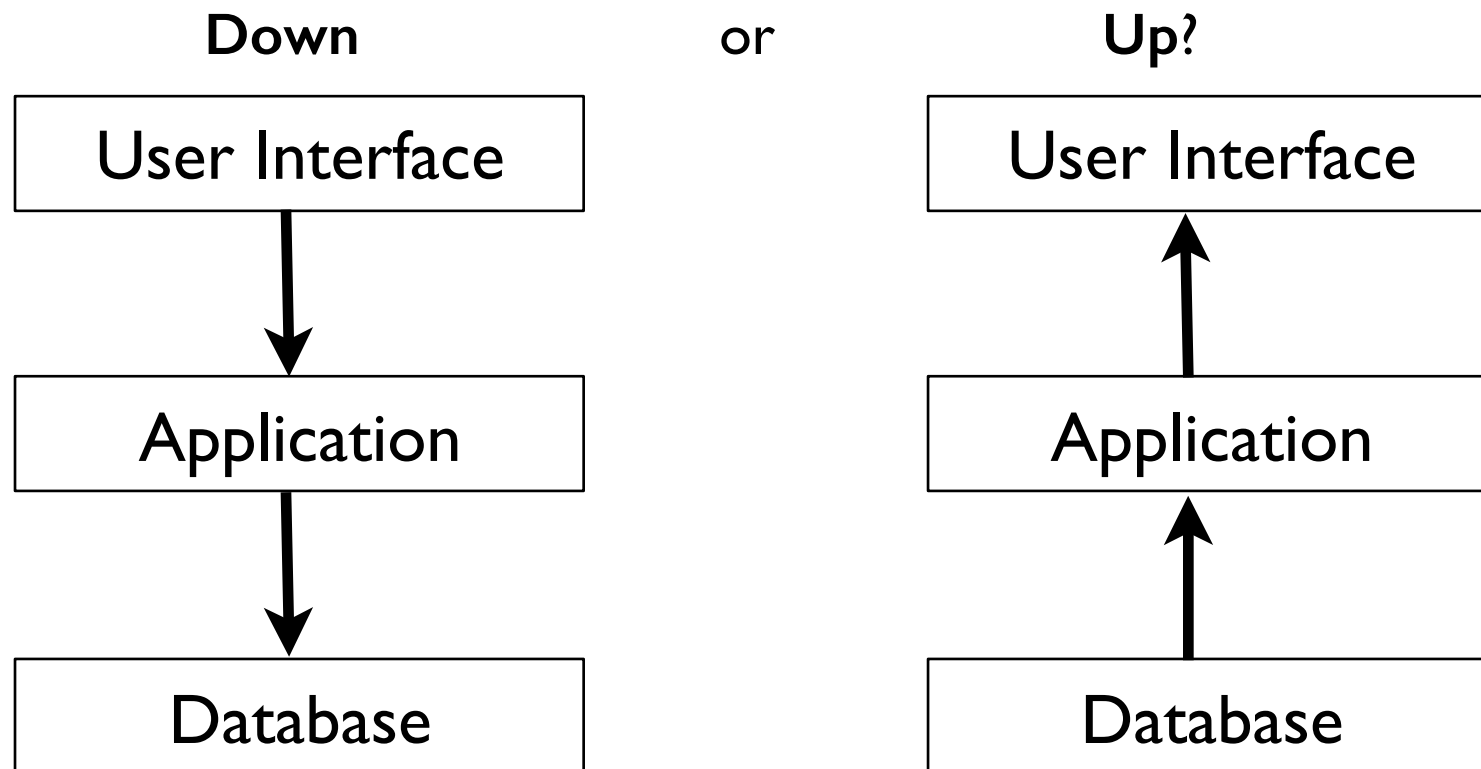 Down or Up?
User Interface User Interface
Application Application
Database Database